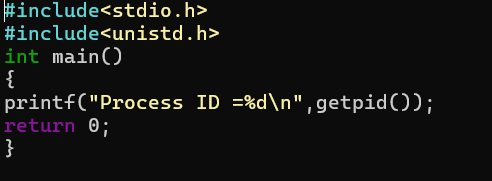 #include<stdio.h>
#include<unistd.h>
int main()
{
printf("Process ID =%d\n",getpid());
return 0;
}